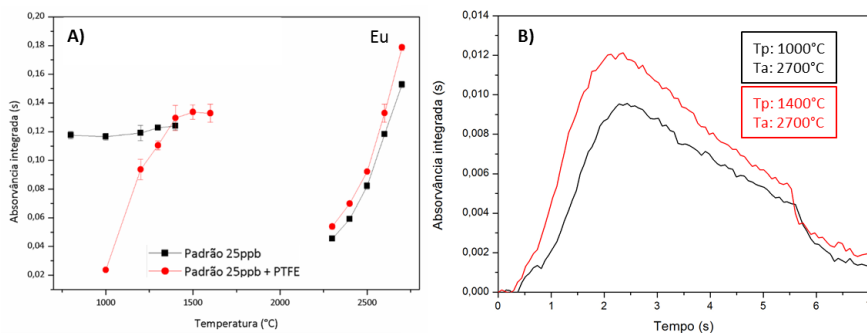 A)
Eu
Absorvância integrada (s)
0,20
0,18
0,16
0,14
0,12
0,10
0,08
0,06
0,04
0,02
Padrão 25ppb
Padrão 25ppb + PTFE
1000
1500
2000
2500
Temperatura (°C)
B)
Tp: 1000°C
Ta: 2700°C
Tp: 1400°C
Ta: 2700°C
Absorvância integrada (s)
0,014
0,012
0,010
0,008
0,006
0,004
0,002
0,000
0
1
2
3
4
5
6
7
Tempo (s)